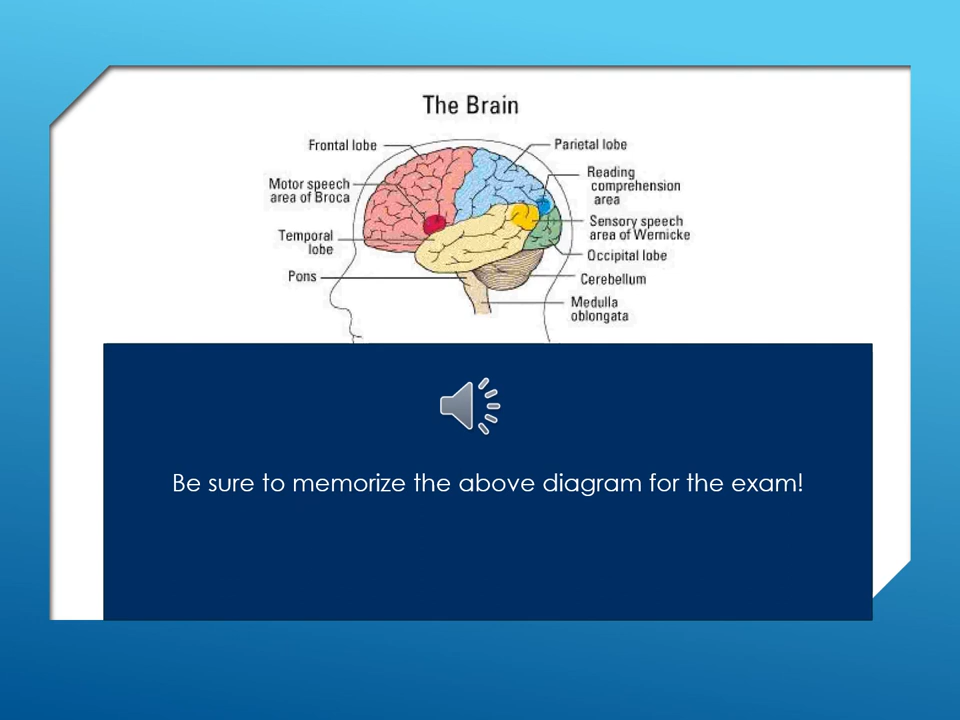 The Brain
Frontal lobe
Motor speech
area of Broca
Temporal
lobe
Pons
Parietal lobe
Reading
comprehension
area
Sensory speech
area of Wernicke
Occipital lobe
Cerebellum
Medulla
oblongata
Be sure to memorize the above diagram for the exam!